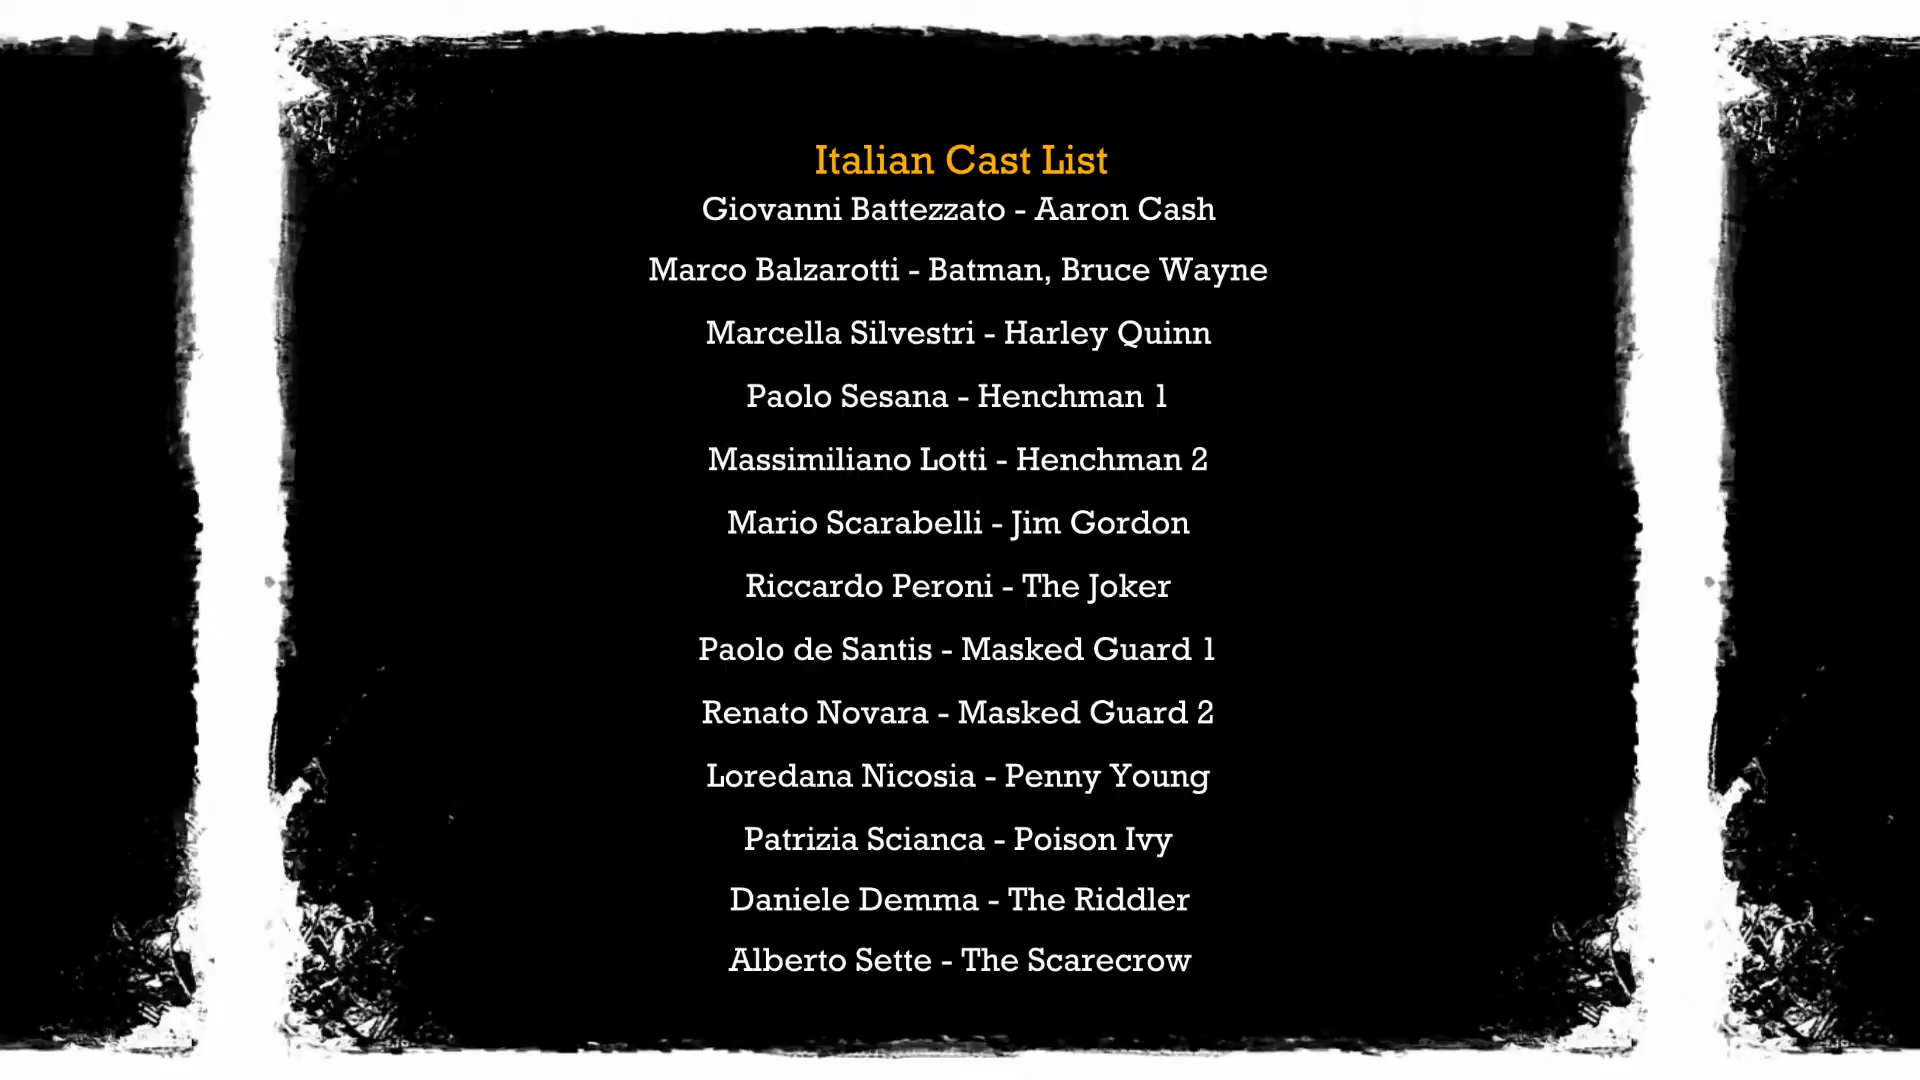 Italian Cast List
Giovanni Battezzato - Aaron Cash
Marco Balzarotti - Batman, Bruce Wayne
Marcella Silvestri - Harley Quinn
Paolo Sesana - Henchman 1
Massimiliano Lotti - Henchman 2
Mario Scarabelli - Jim Gordon
Riccardo Peroni - The Joker
Paolo de Santis - Masked Guard 1
Renato Novara - Masked Guard 2
Loredana Nicosia - Penny Young
Patrizia Scianca - Poison Ivy
Daniele Demma - The Riddler
Alberto Sette - The Scarecrow